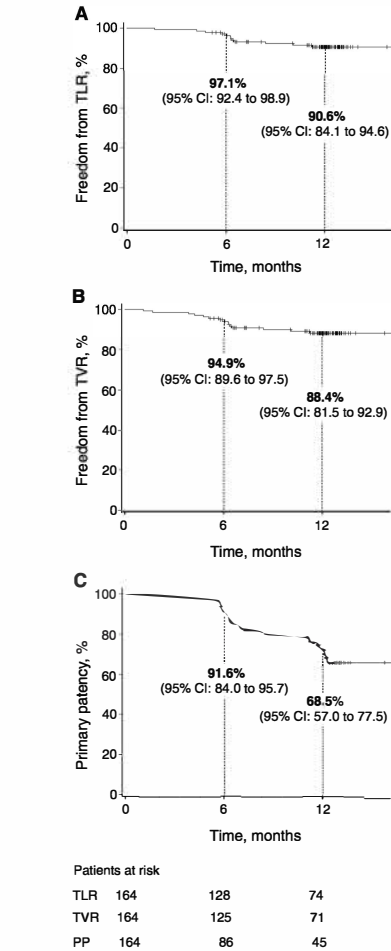 A
Freedom from TLR, %
100
80
60
40
20
0
97.1%
(95% CI: 92.4 to 98.9)
90.6%
(95% CI: 84.1 to 94.6)
0 6 12
Time, months
B
Freedom from TVR, %
100
80
60
40
20
0
94.9%
(95% CI: 89.6 to 97.5)
88.4%
(95% CI: 81.5 to 92.9)
0 6 12
Time, months
C
Primary patency, %
100
80
60
40
20
0
91.6%
(95% CI: 84.0 to 95.7)
68.5%
(95% CI: 57.0 to 77.5)
0 6 12
Time, months
Patients at risk
TLR 164 128 74
TVR 164 125 71
PP 164 86 45